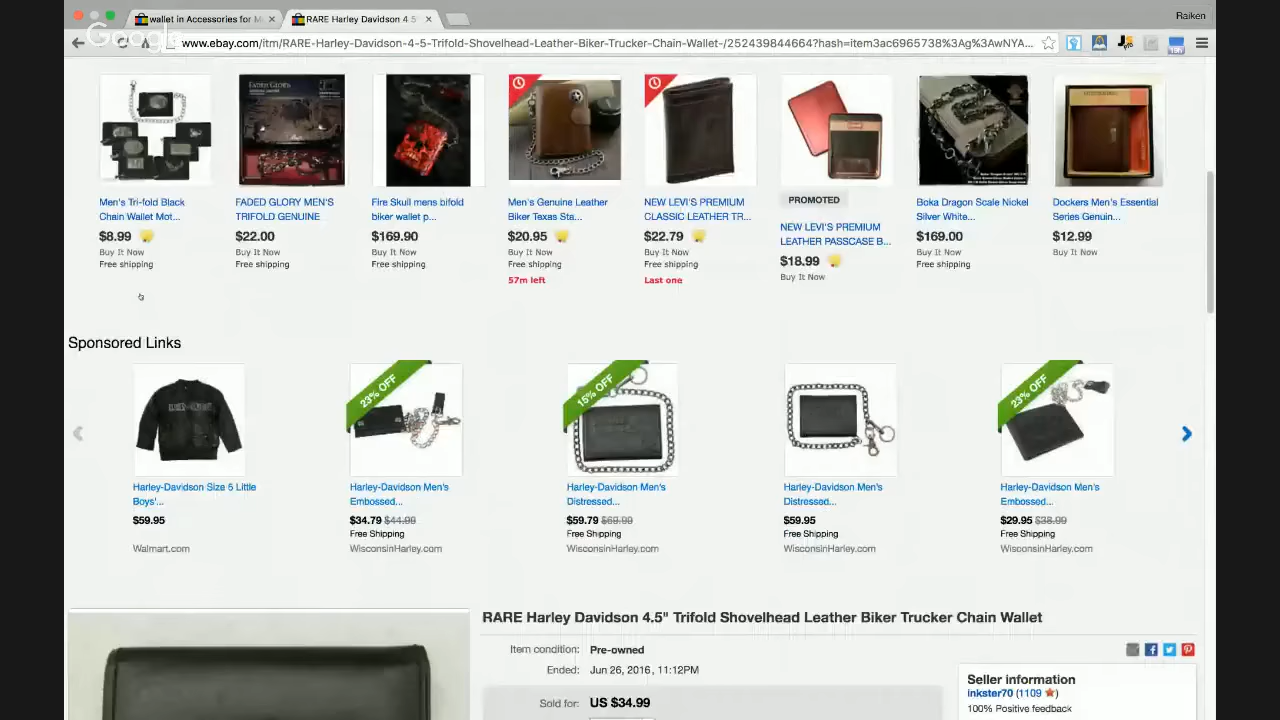 wallet in Accessories for M
RARE Harley Davidson 4.5"
Raiken
Google
www.ebay.com/itm/RARE-Harley-Davidson-4-5-Trifold-Shovelhead-Leather-Biker-Trucker-Chain-Wallet-/252439844664?hash=item3ac6965738%3Ag%3AwNYA...
FADED GLORY
Men's Tri-fold Black
Chain Wallet Mot...
$8.99
Buy It Now
Free shipping
FADED GLORY MEN'S
TRIFOLD GENUINE
$22.00
Buy It Now
Free shipping
Fire Skull mens bifold
biker wallet p...
$169.90
Buy It Now
Free shipping
Men's Genuine Leather
Biker Texas Sta...
$20.95
Buy It Now
Free shipping
57m left
NEW LEVI'S PREMIUM
CLASSIC LEATHER TR...
$22.79
Buy It Now
Free shipping
Last one
PROMOTED
NEW LEVI'S PREMIUM
LEATHER PASSCASE B...
$18.99
Buy It Now
Boka Dragon Scale Nickel
Silver White...
$169.00
Buy It Now
Free shipping
Dockers Men's Essential
Series Genuin...
$12.99
Buy It Now
Sponsored Links
Harley-Davidson Size 5 Little
Boys'...
$59.95
Walmart.com
23% OFF
Harley-Davidson Men's
Embossed...
$34.79 $44.99
Free Shipping
WisconsinHarley.com
15% OFF
Harley-Davidson Men's
Distressed...
$59.79 $69.99
Free Shipping
WisconsinHarley.com
Harley-Davidson Men's
Distressed...
$59.95
Free Shipping
WisconsinHarley.com
23% OFF
Harley-Davidson Men's
Embossed...
$29.95 $38.99
Free Shipping
WisconsinHarley.com
RARE Harley Davidson 4.5" Trifold Shovelhead Leather Biker Trucker Chain Wallet
Item condition: Pre-owned
Ended: Jun 26, 2016 , 11:12PM
Sold for: US $34.99
Seller information
inkster70 (1109 ★)
100% Positive feedback